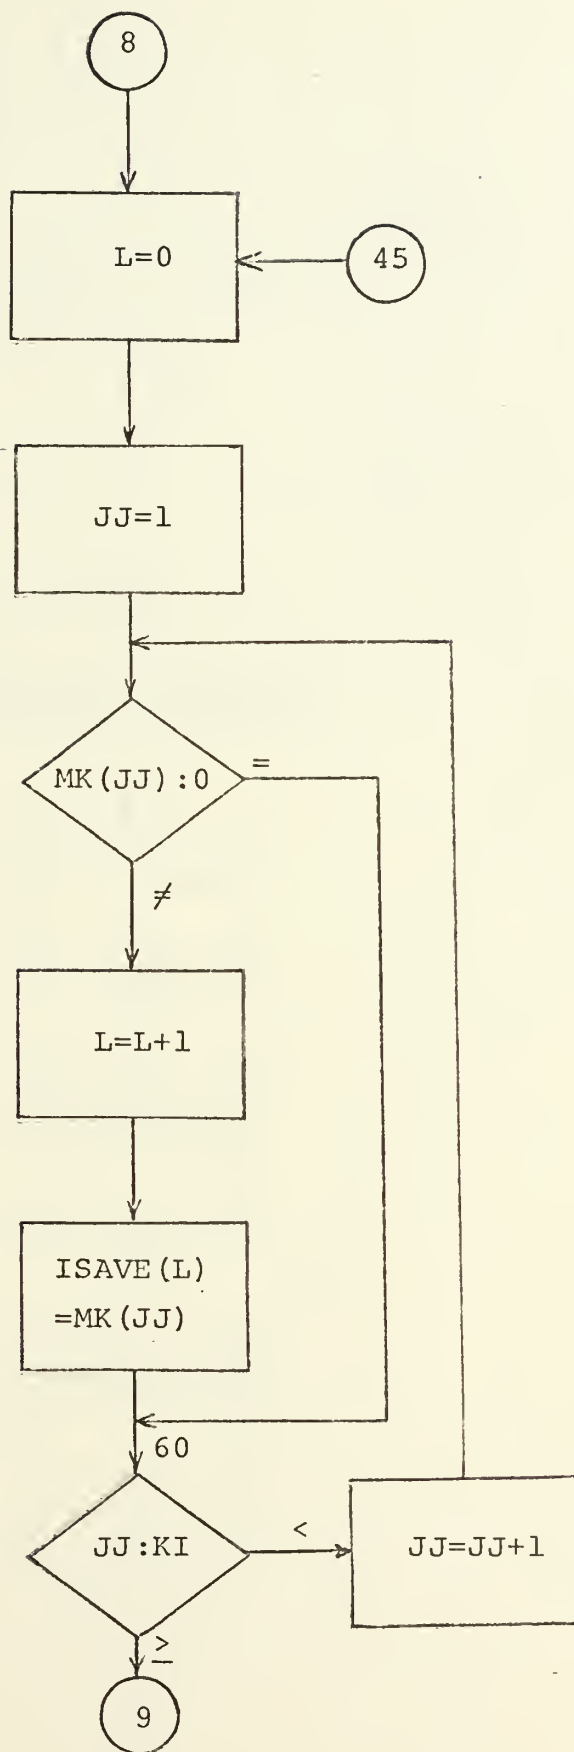 8
L=0
45
JJ=1
MK(JJ):0
=
≠
L=L+1
ISAVE(L)
=MK(JJ)
60
JJ:KI
<
JJ=JJ+1
≥
9